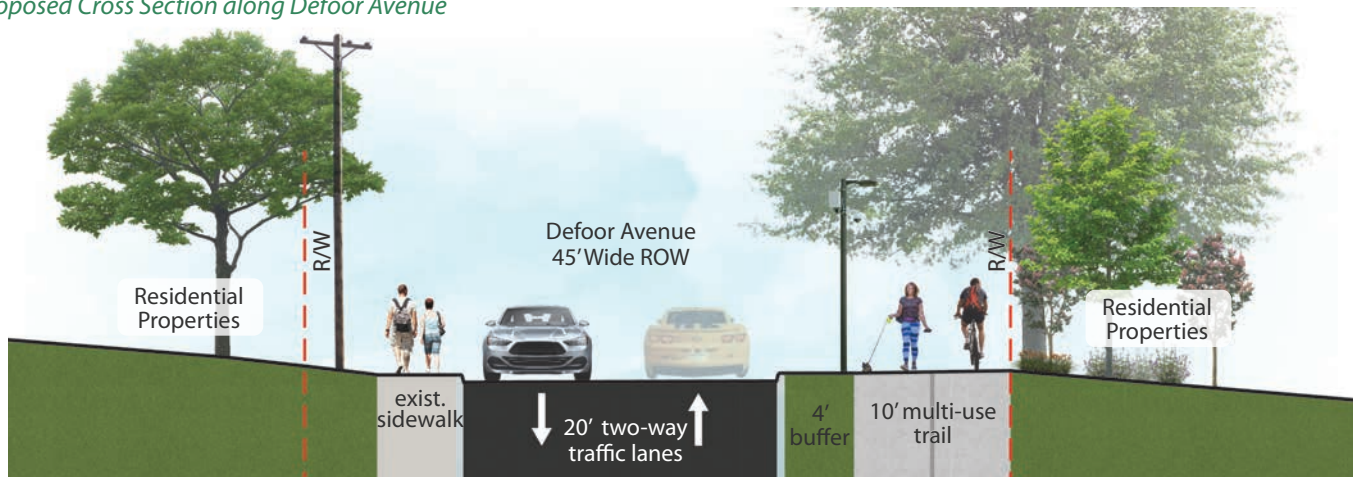 oposed Cross Section along Defoor Avenue
R/W
Defoor Avenue
45' Wide ROW
R/W
Residential
Properties
Residential
Properties
exist.
sidewalk
20' two-way
traffic lanes
4'
buffer
10' multi-use
trail